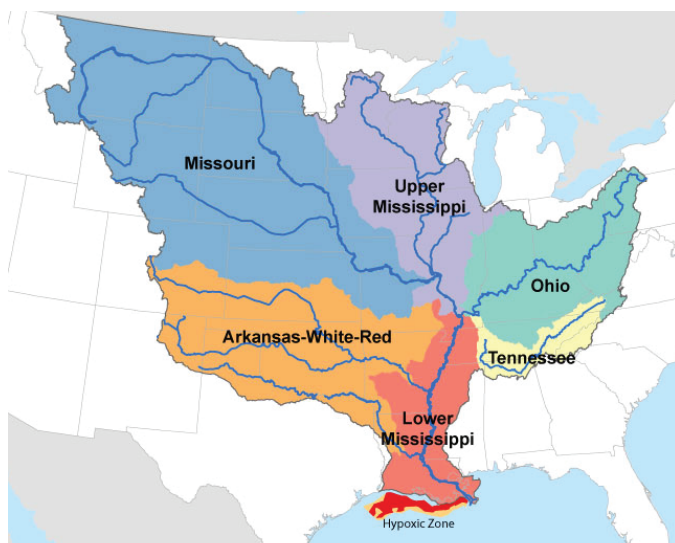 Missouri
Upper
Mississippi
Ohio
Arkansas-White-Red
Tennessee
Lower
Mississippi
Hypoxic Zone